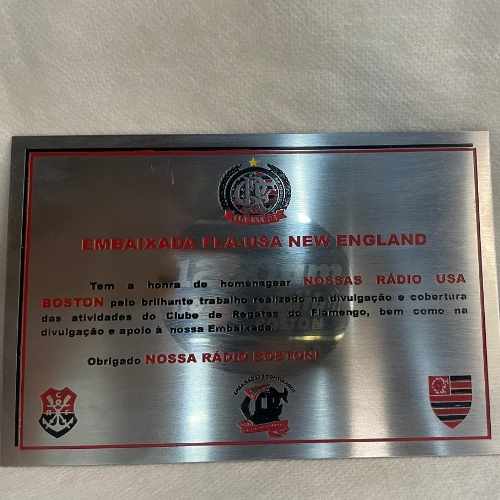 EMBAIXADA FLA-USA NEW ENGLAND
Tem a honra de homenagear NOSSAS RÁDIO USA
BOSTON pelo brilhante trabalho realizado na divulgação e cobertura
das atividades do Clube de Regatas do Flamengo, bem como na
divulgação e apoio à nossa Embaixada.
Obrigado NOSSA RÁDIO BOSTON!